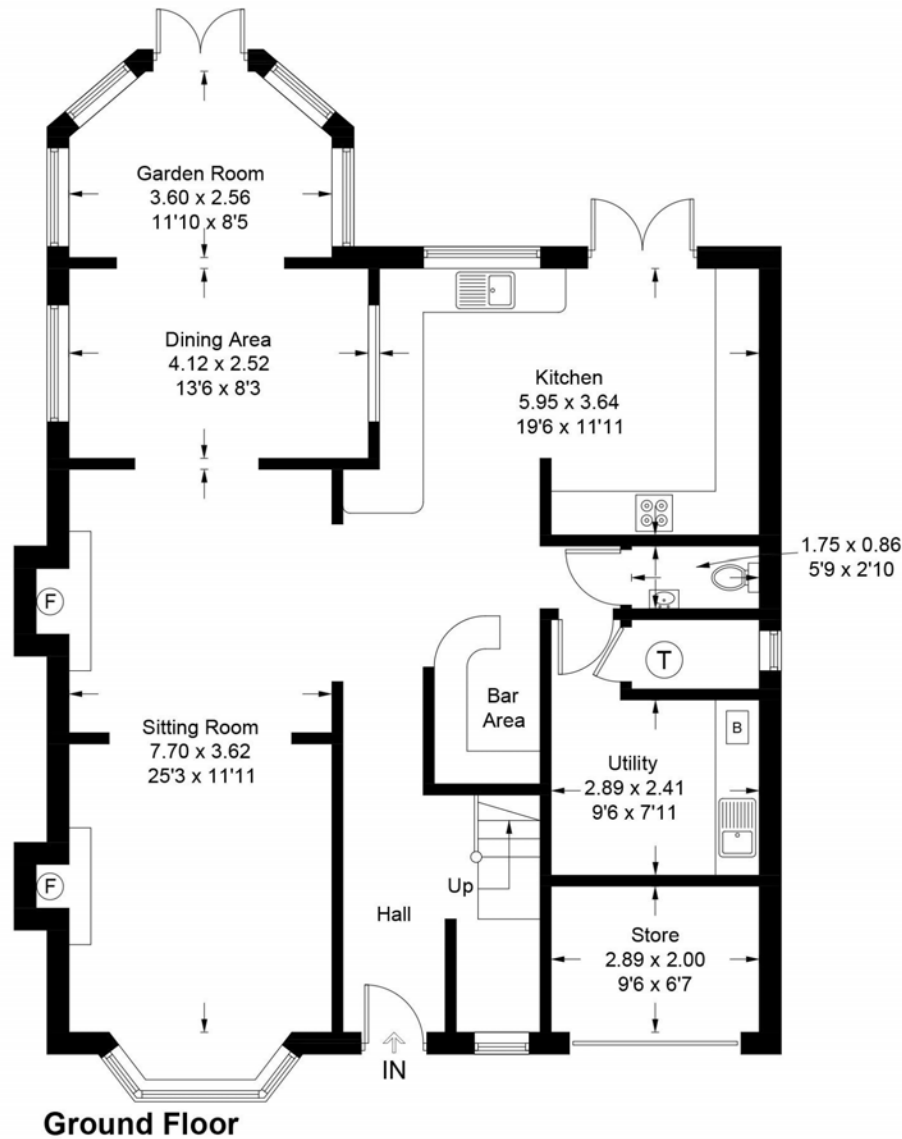 Garden Room
3.60 x 2.56
11'10 x 8'5
Dining Area
4.12 x 2.52
13'6 x 8'3
Kitchen
5.95 x 3.64
19'6 x 11'11
1.75 x 0.86
5'9 x 2'10
F
T
Bar
Area
B
Sitting Room
7.70 x 3.62
25'3 x 11'11
Utility
2.89 x 2.41
9'6 x 7'11
F
Up
Hall
Store
2.89 x 2.00
9'6 x 6'7
IN
Ground Floor